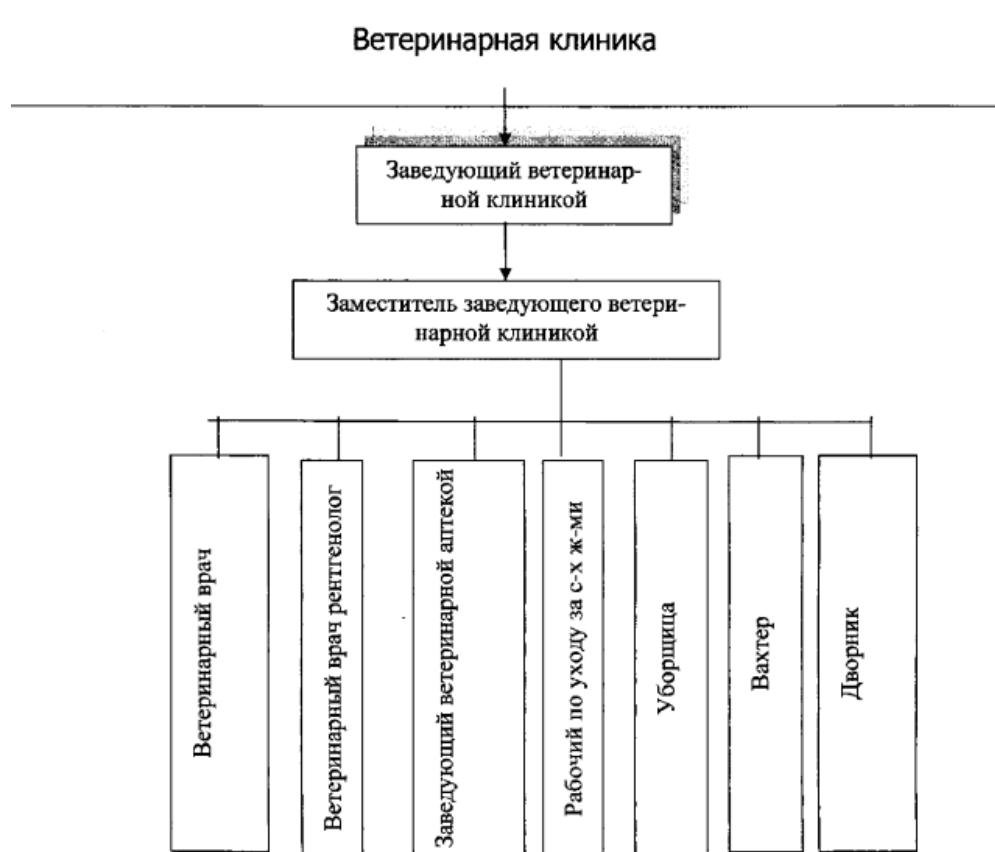 Ветеринарная клиника
Заведующий ветеринар-
ной клиникой
Заместитель заведующего ветери-
нарной клиникой
Ветеринарный врач
Ветеринарный врач рентгенолог
Заведующий ветеринарной аптекой
Рабочий по уходу за с-х ж-ми
Уборщица
Вахтер
Дворник